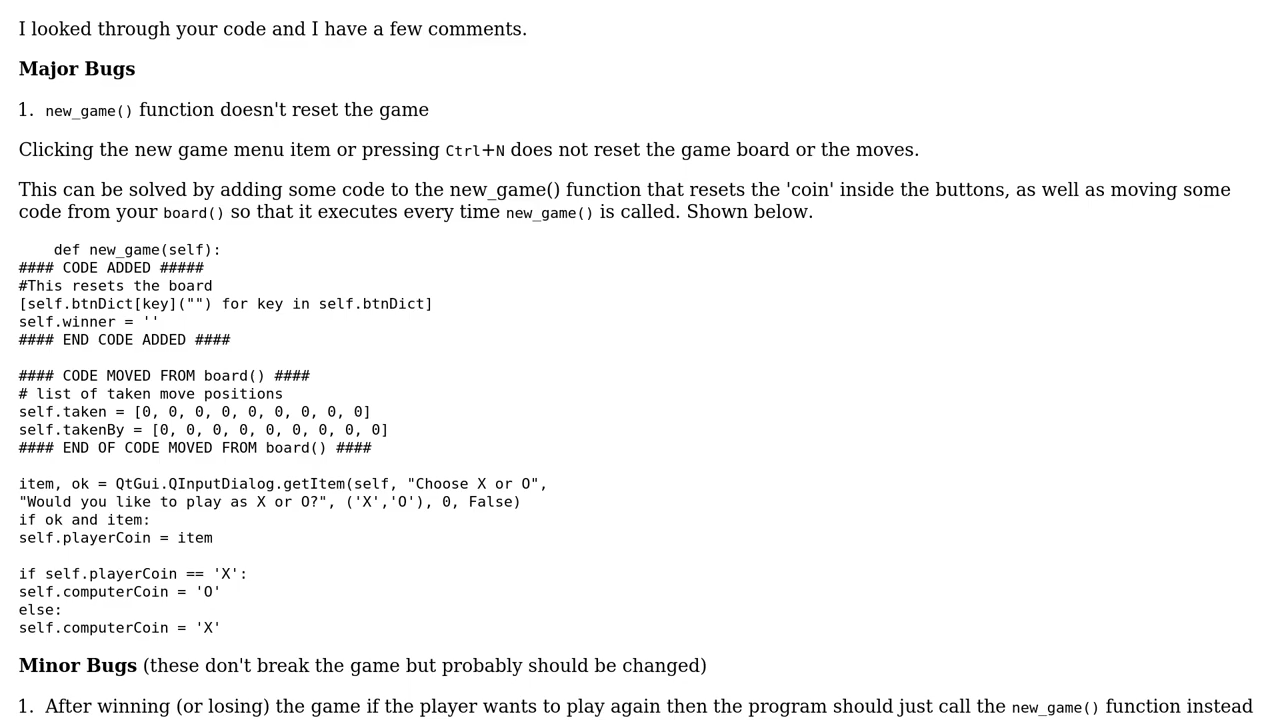 I looked through your code and I have a few comments.
Major Bugs
1. new_game() function doesn't reset the game
Clicking the new game menu item or pressing Ctrl+N does not reset the game board or the moves.
This can be solved by adding some code to the new_game() function that resets the 'coin' inside the buttons, as well as moving some
code from your board() so that it executes every time new_game() is called. Shown below.
    def new_game(self):
#### CODE ADDED #####
#This resets the board
[self.btnDict[key]("") for key in self.btnDict]
self.winner = ''
#### END CODE ADDED ####

#### CODE MOVED FROM board() ####
# list of taken move positions
self.taken = [0, 0, 0, 0, 0, 0, 0, 0, 0]
self.takenBy = [0, 0, 0, 0, 0, 0, 0, 0, 0]
#### END OF CODE MOVED FROM board() ####

item, ok = QtGui.QInputDialog.getItem(self, "Choose X or O",
"Would you like to play as X or O?", ('X','O'), 0, False)
if ok and item:
self.playerCoin = item

if self.playerCoin == 'X':
self.computerCoin = 'O'
else:
self.computerCoin = 'X'
Minor Bugs (these don't break the game but probably should be changed)
1. After winning (or losing) the game if the player wants to play again then the program should just call the new_game() function instead